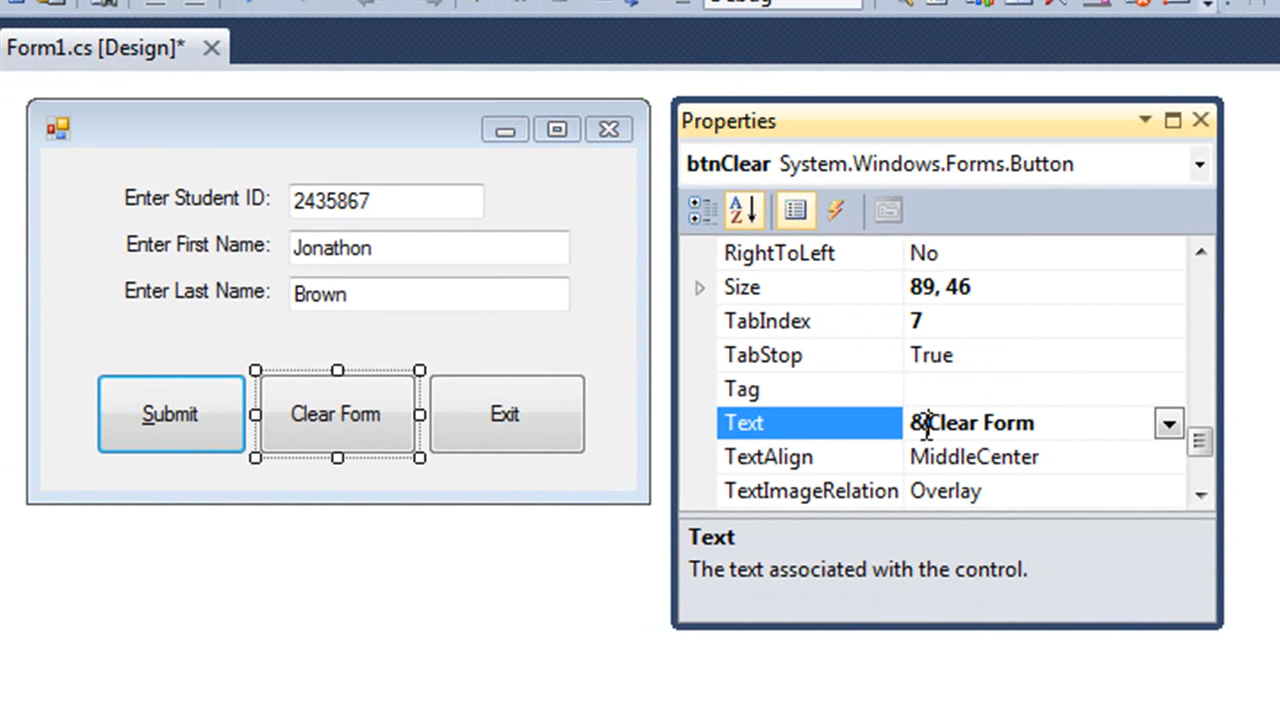 Form1.cs [Design]*
Enter Student ID: 2435867
Enter First Name: Jonathon
Enter Last Name: Brown
Submit Clear Form Exit
Properties
btnClear System.Windows.Forms.Button
RightToLeft No
Size 89, 46
TabIndex 7
TabStop True
Tag
Text &Clear Form
TextAlign MiddleCenter
TextImageRelation Overlay
Text
The text associated with the control.